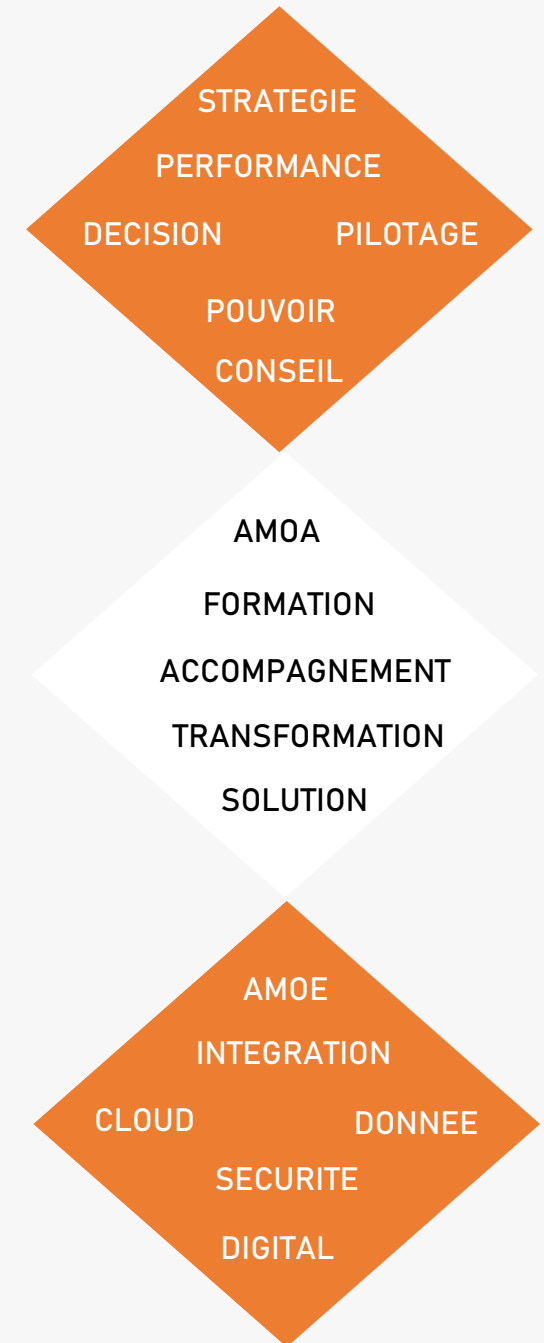 STRATEGIE
PERFORMANCE
DECISION PILOTAGE
POUVOIR
CONSEIL
AMOA
FORMATION
ACCOMPAGNEMENT
TRANSFORMATION
SOLUTION
AMOE
INTEGRATION
CLOUD DONNEE
SECURITE
DIGITAL